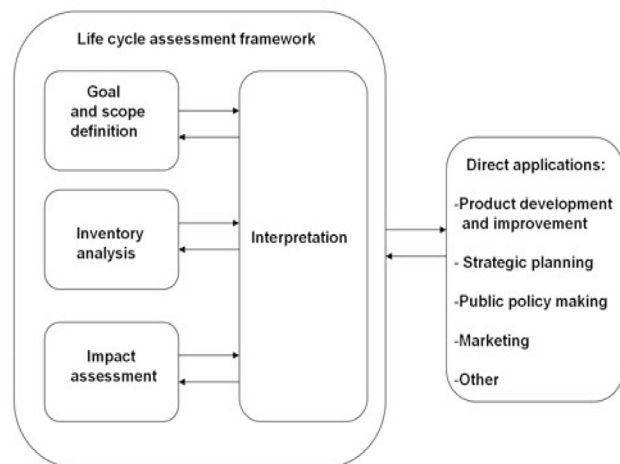 Life cycle assessment framework
Goal
and scope
definition
Inventory
analysis
Impact
assessment
Interpretation
Direct applications:
-Product development
and improvement
- Strategic planning
-Public policy making
-Marketing
-Other